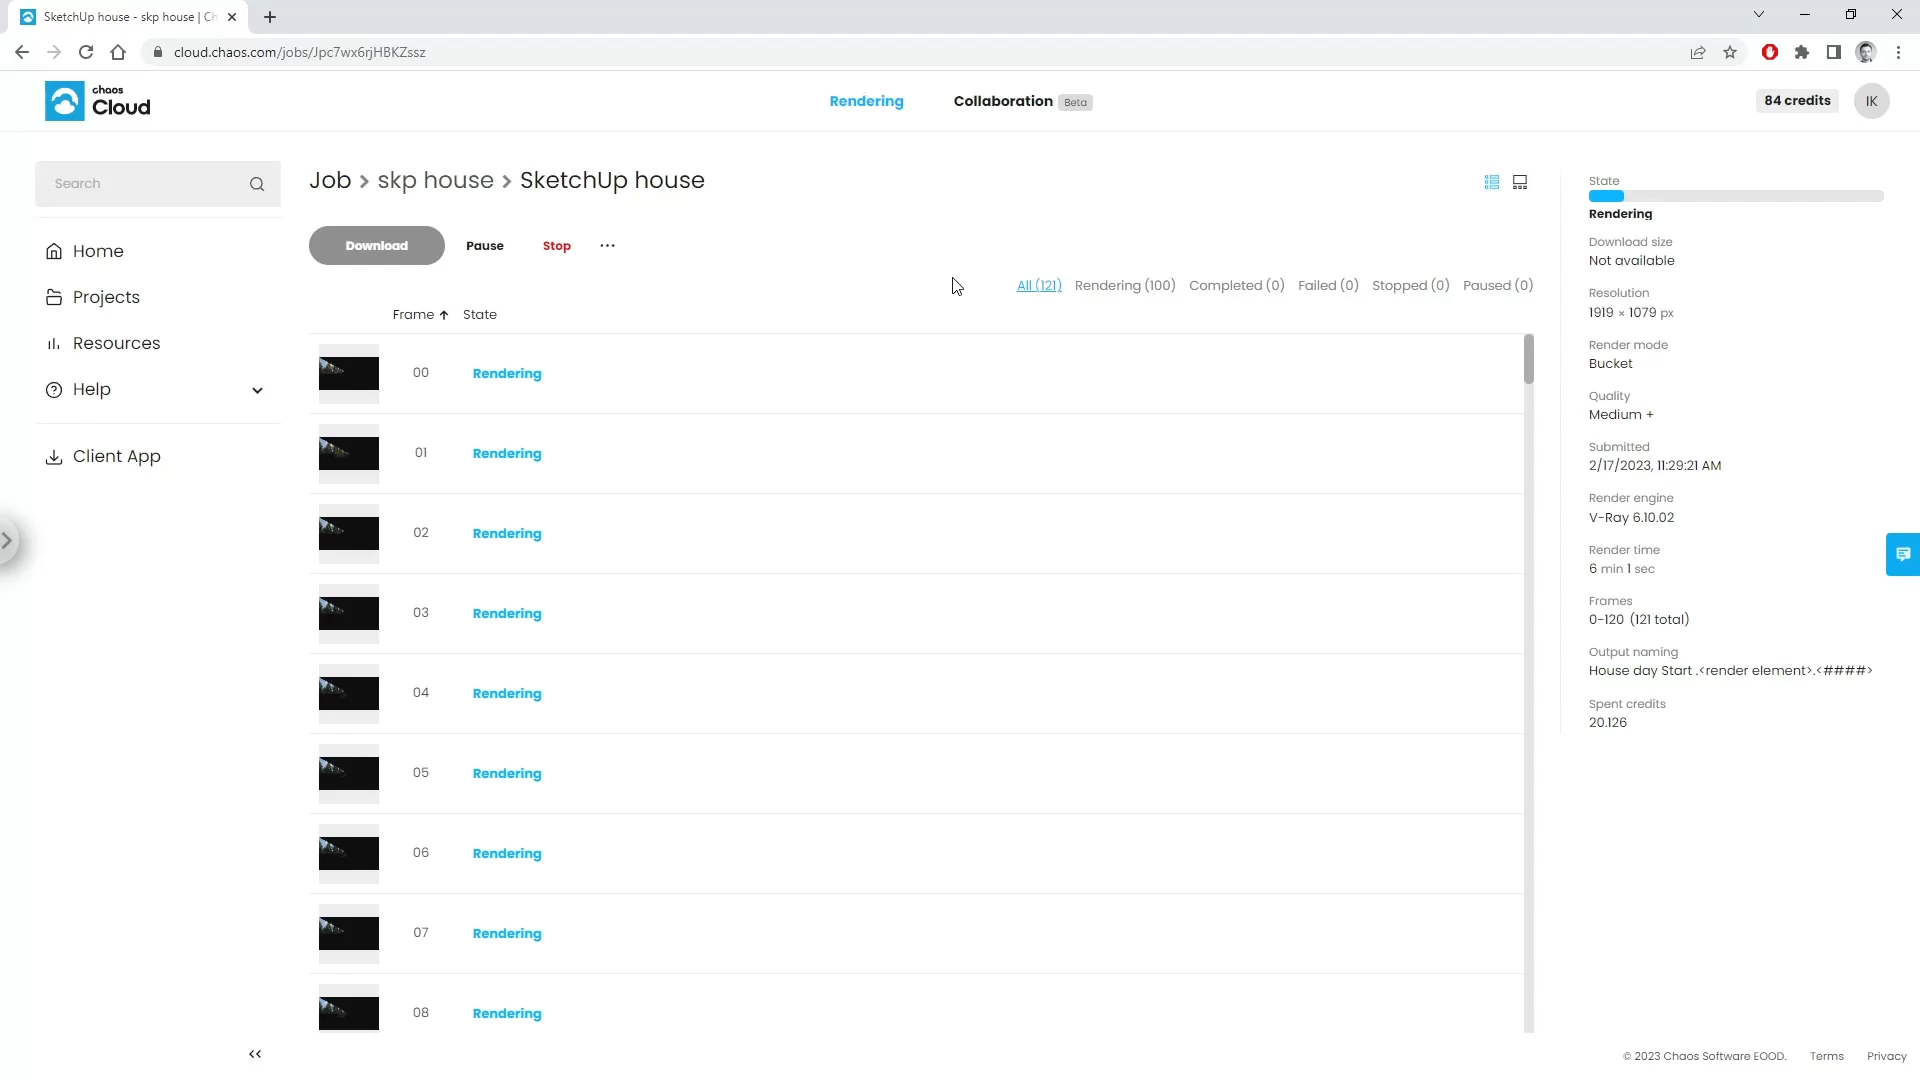 SketchUp house - skp house | Ch
cloud.chaos.com/jobs/Jpc7wx6rjHBKZssz
chaos
Cloud
Rendering
Collaboration Beta
84 credits
IK
Search
Home
Projects
Resources
Help
Client App
Job > skp house > SketchUp house
Download
Pause
Stop
...
All (121)
Rendering (100)
Completed (0)
Failed (0)
Stopped (0)
Paused (0)
Frame
State
00 Rendering
01 Rendering
02 Rendering
03 Rendering
04 Rendering
05 Rendering
06 Rendering
07 Rendering
08 Rendering
State
Rendering
Download size
Not available
Resolution
1919 × 1079 px
Render mode
Bucket
Quality
Medium +
Submitted
2/17/2023, 11:29:21 AM
Render engine
V-Ray 6.10.02
Render time
6 min 1 sec
Frames
0-120 (121 total)
Output naming
House day Start .<render element>.<####>
Spent credits
20.126
© 2023 Chaos Software EOOD.
Terms
Privacy